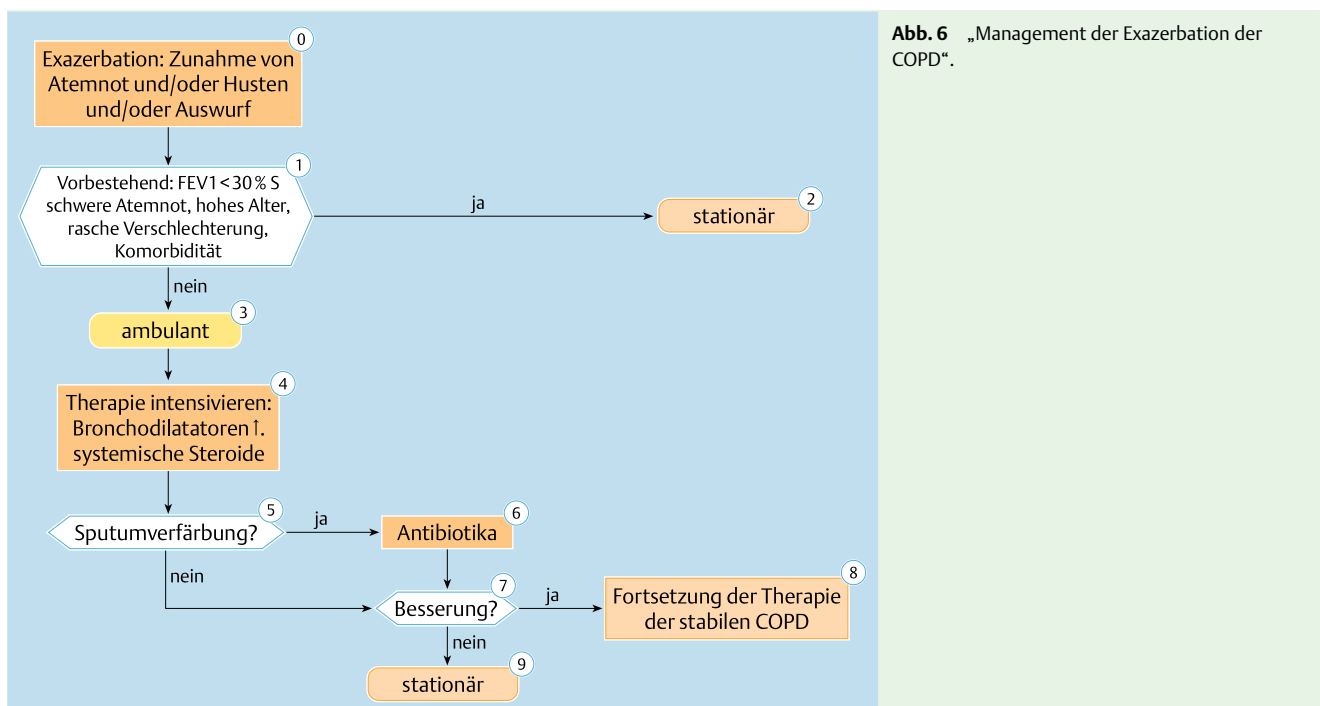 0
Exazerbation: Zunahme von
Atemnot und/oder Husten
und/oder Auswurf
1
Vorbestehend: FEV1<30% S
schwere Atemnot, hohes Alter,
rasche Verschlechterung,
Komorbidität
ja
2
stationär
nein
3
ambulant
4
Therapie intensivieren:
Bronchodilatatoren↑.
systemische Steroide
5
Sputumverfärbung?
ja
6
Antibiotika
nein
7
Besserung?
ja
8
Fortsetzung der Therapie
der stabilen COPD
nein
9
stationär
Abb. 6 „Management der Exazerbation der
COPD“.